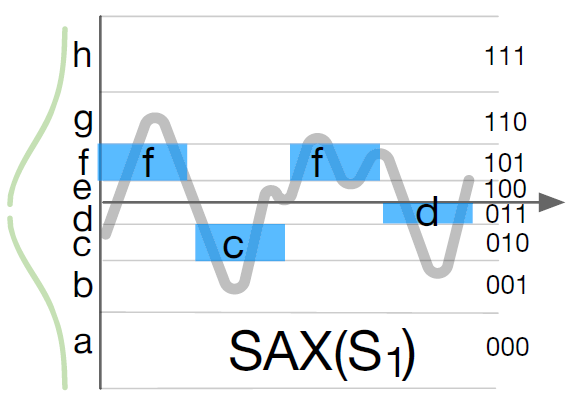 h 111
g 110
f f f 101
e 100
d d 011
c c 010
b 001
a SAX(S1) 000